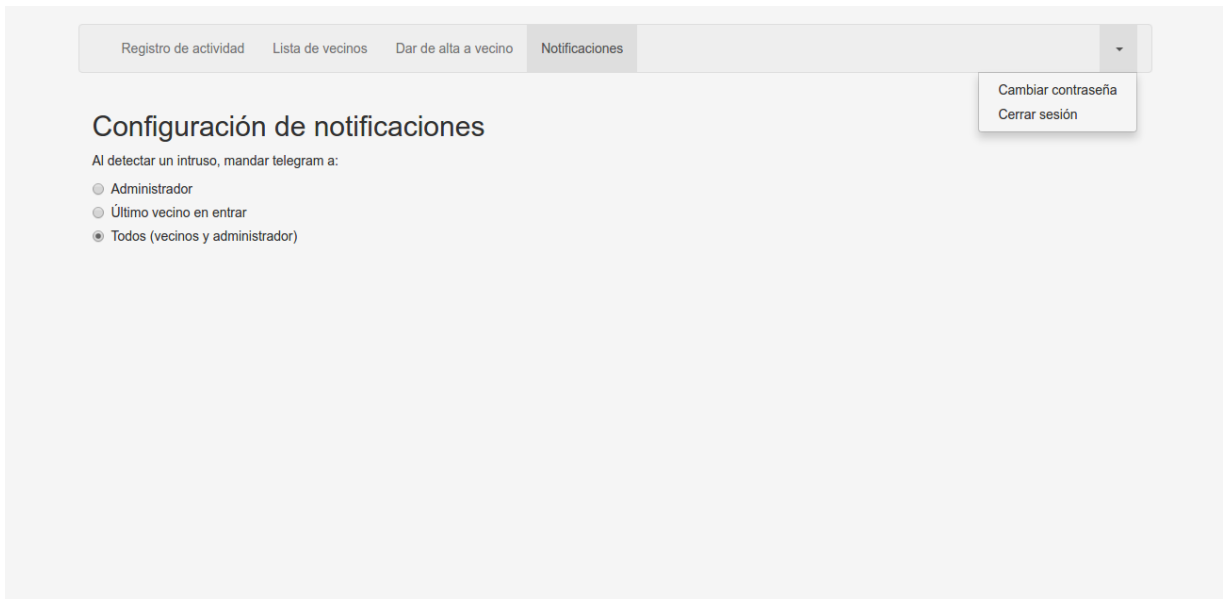 Registro de actividad Lista de vecinos Dar de alta a vecino Notificaciones
Cambiar contraseña
Cerrar sesión
Configuración de notificaciones
Al detectar un intruso, mandar telegram a:
Administrador
Último vecino en entrar
Todos (vecinos y administrador)